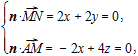 n·MN = 2x + 2y = 0,
n·AM = − 2x + 4z = 0,